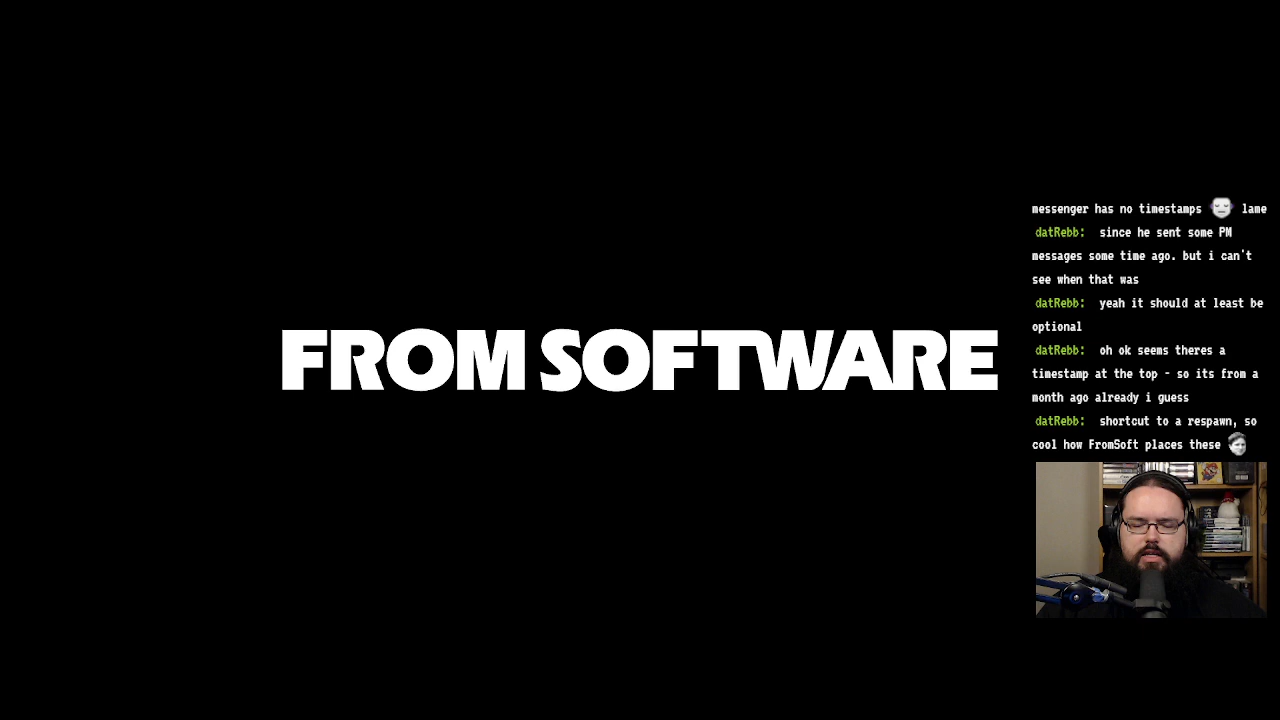 FROMSOFTWARE
messenger has no timestamps lame
datRebb: since he sent some PM
messages some time ago. but i can't
see when that was
datRebb: yeah it should at least be
optional
datRebb: oh ok seems theres a
timestamp at the top - so its from a
month ago already i guess
datRebb: shortcut to a respawn, so
cool how FromSoft places these